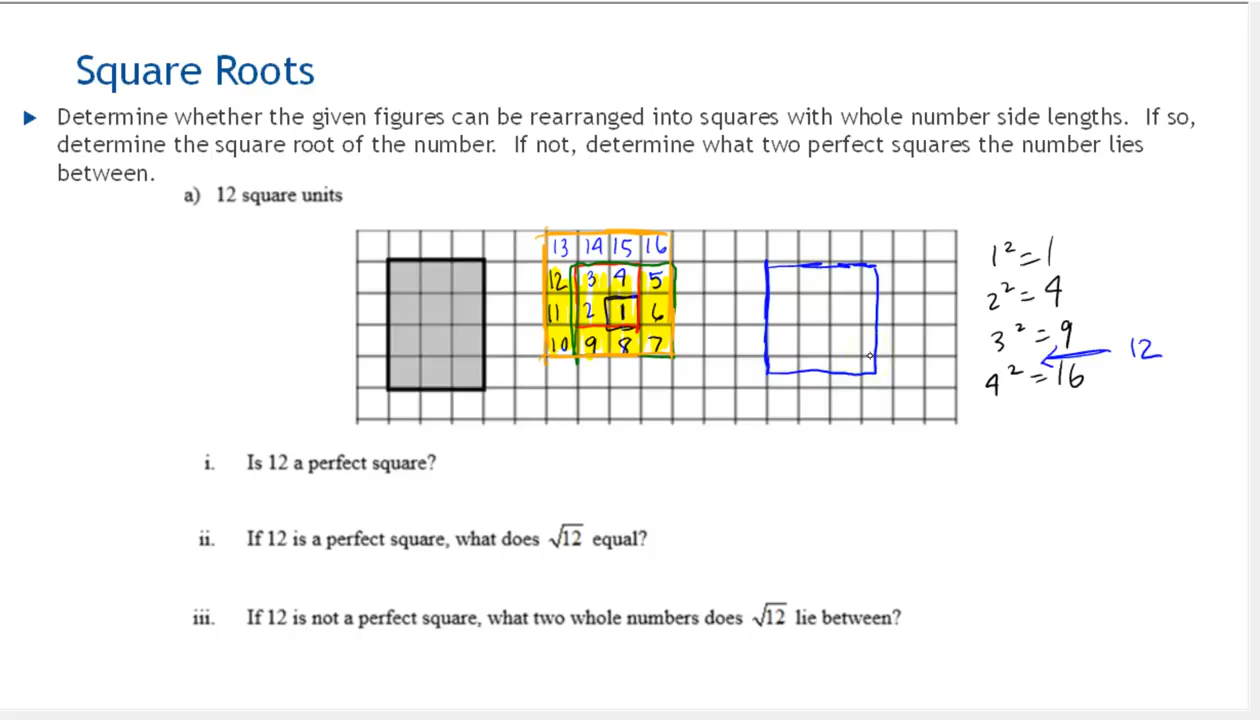 Square Roots
Determine whether the given figures can be rearranged into squares with whole number side lengths. If so,
determine the square root of the number. If not, determine what two perfect squares the number lies
between.
a) 12 square units
13 14 15 16
12 3 4 5
11 2 1 6
10 9 8 7
1² = 1
2² = 4
3² = 9
12
4² = 16
i. Is 12 a perfect square?
ii. If 12 is a perfect square, what does √12 equal?
iii. If 12 is not a perfect square, what two whole numbers does √12 lie between?